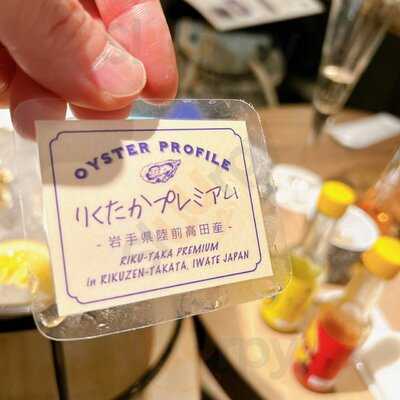 OYSTER PROFILE
りくたかプレミアム
- 岩手県陸前高田産 -
RIKU-TAKA PREMIUM
in RIKUZEN-TAKATA, IWATE JAPAN